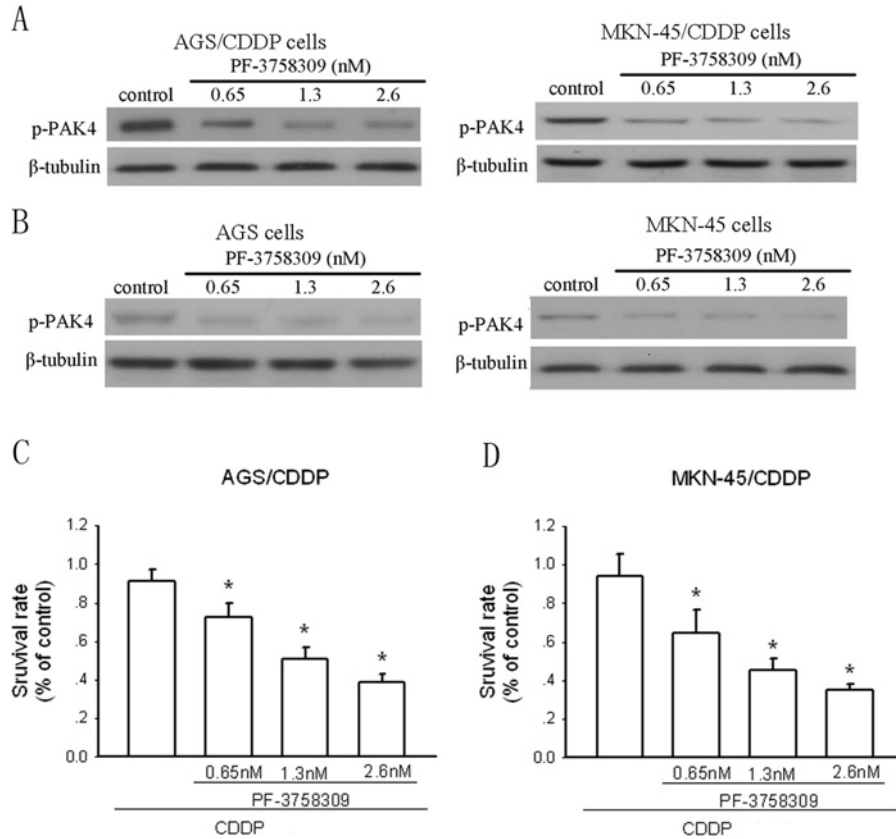 A
AGS/CDDP cells
PF-3758309 (nM)
control 0.65 1.3 2.6
p-PAK4
β-tubulin
MKN-45/CDDP cells
PF-3758309 (nM)
control 0.65 1.3 2.6
p-PAK4
β-tubulin
B
AGS cells
PF-3758309 (nM)
control 0.65 1.3 2.6
p-PAK4
β-tubulin
MKN-45 cells
PF-3758309 (nM)
control 0.65 1.3 2.6
p-PAK4
β-tubulin
C
AGS/CDDP
Sruvival rate
(% of control)
1.2
1.0
.8
.6
.4
.2
0.0
* * *
0.65nM 1.3nM 2.6nM
PF-3758309
CDDP
D
MKN-45/CDDP
Sruvival rate
(% of control)
1.2
1.0
.8
.6
.4
.2
0.0
* * *
0.65nM 1.3nM 2.6nM
PF-3758309
CDDP